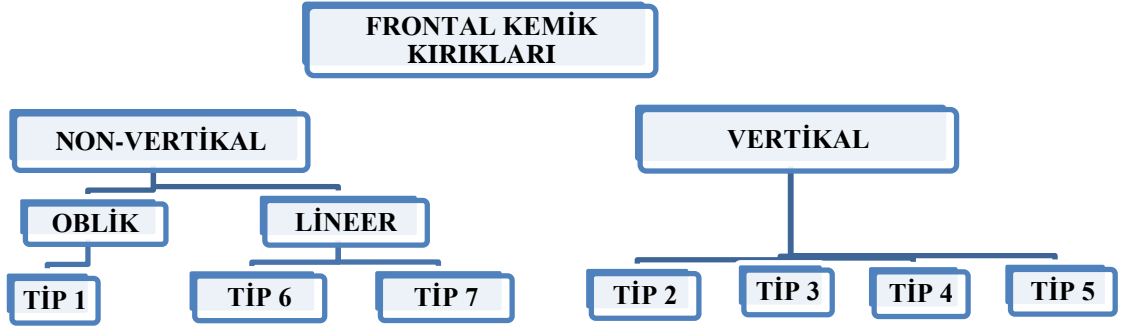 FRONTAL KEMİK
KIRIKLARI
NON-VERTİKAL
VERTİKAL
OBLİK
LİNEER
TİP 1
TİP 6
TİP 7
TİP 2
TİP 3
TİP 4
TİP 5